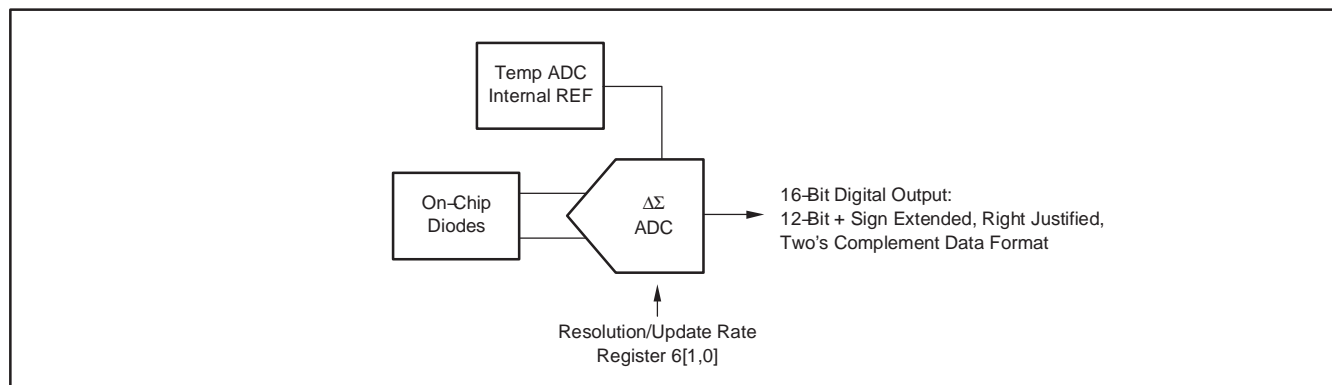 Temp ADC
Internal REF
On–Chip
Diodes
ΔΣ
ADC
16–Bit Digital Output:
12–Bit + Sign Extended, Right Justified,
Two's Complement Data Format
Resolution/Update Rate
Register 6[1,0]